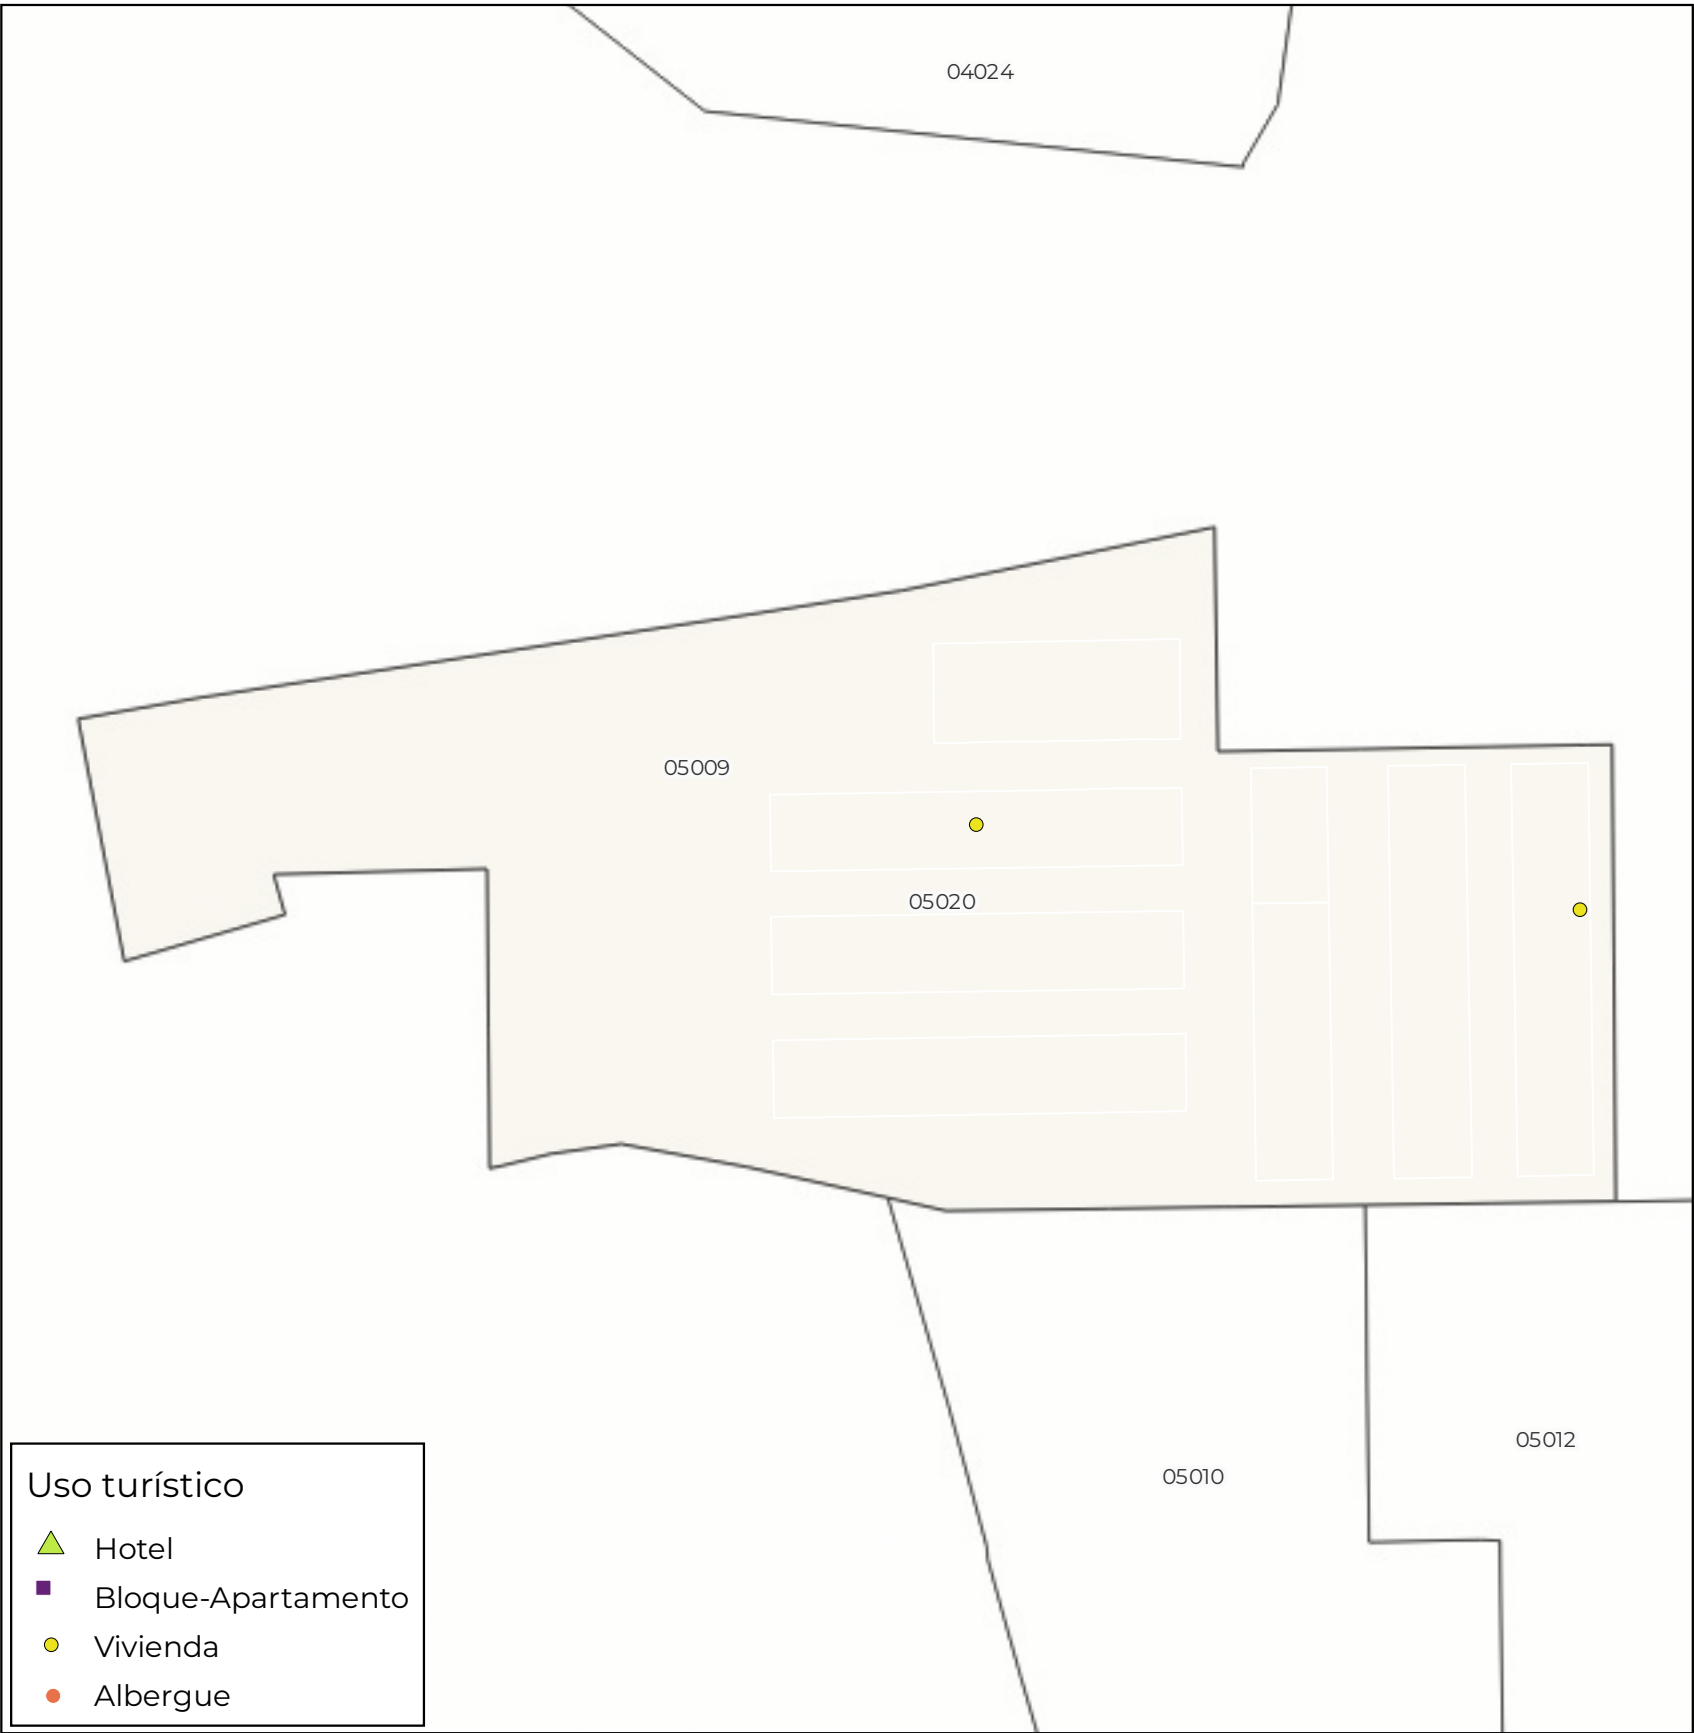 04024
05009
05020
05012
05010
Uso turístico
Hotel
Bloque-Apartamento
Vivienda
Albergue